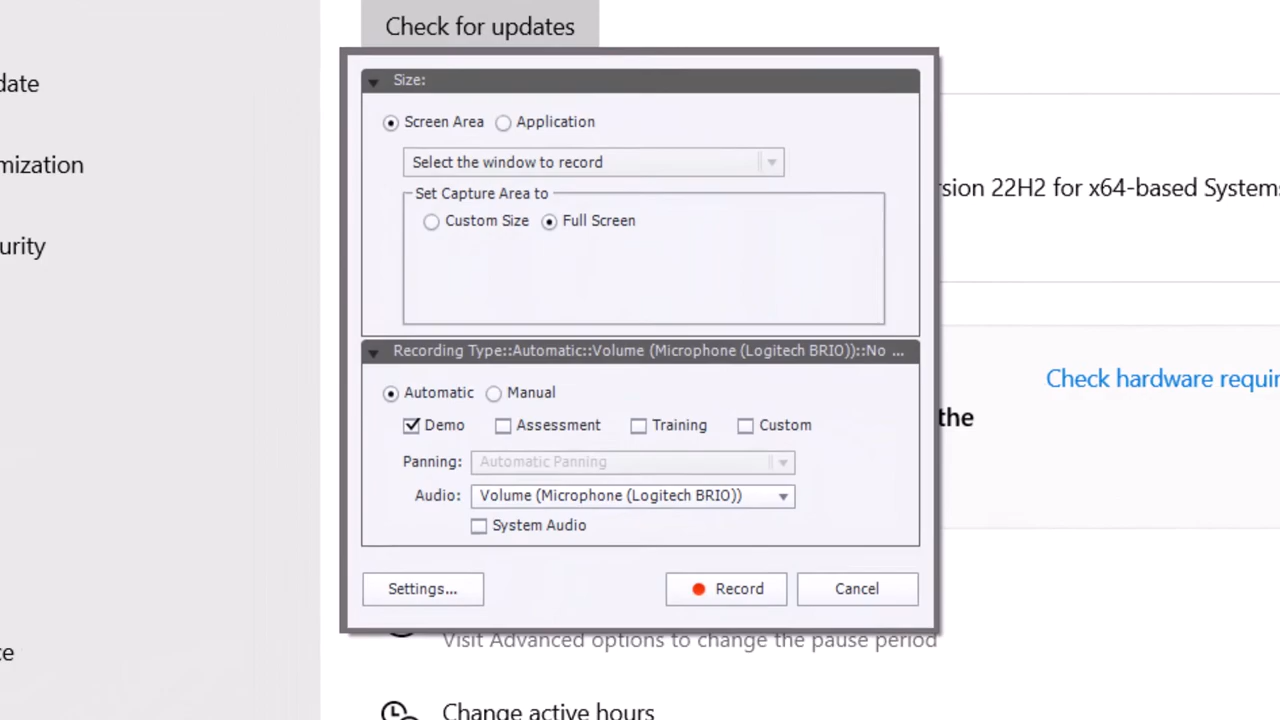 Check for updates
date
mization
urity
ce
Size:
Screen Area Application
Select the window to record
Set Capture Area to
Custom Size Full Screen
Recording Type::Automatic::Volume (Microphone (Logitech BRIO))::No ...
Automatic Manual
Demo Assessment Training Custom
Panning: Automatic Panning
Audio: Volume (Microphone (Logitech BRIO))
System Audio
Settings... Record Cancel
rsion 22H2 for x64-based Systems
Check hardware requir
the
Visit Advanced options to change the pause period
Change active hours